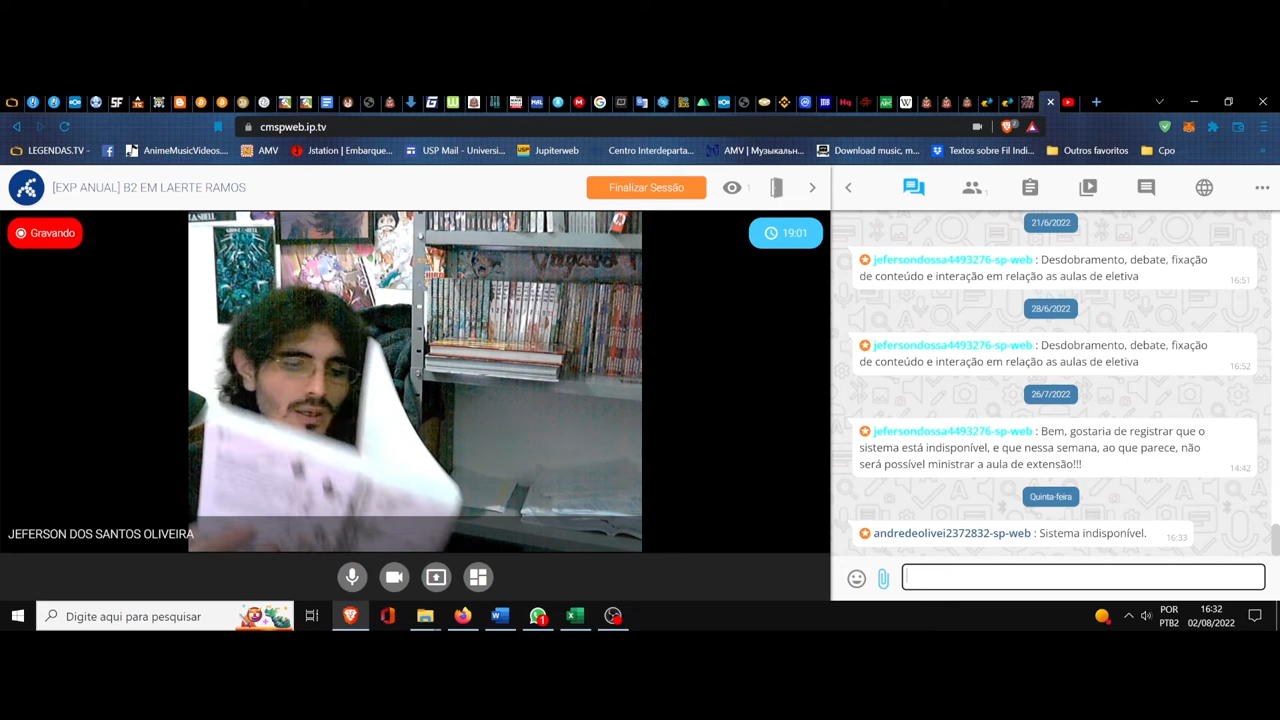 cmspweb.ip.tv
2
LEGENDAS.TV
AnimeMusicVideos...
AMV
Jstation | Embarque...
USP Mail - Universi...
Jupiterweb
Centro Interdeparta...
AMV | Музыкальн...
Download music, m...
Textos sobre Fil Indi...
Outros favoritos
Cpo
[EXP ANUAL] B2 EM LAERTE RAMOS
Finalizar Sessão
1
1
Gravando
19:01
JEFERSON DOS SANTOS OLIVEIRA
21/6/2022
jefersondossa4493276-sp-web : Desdobramento, debate, fixação
de conteúdo e interação em relação as aulas de eletiva
16:51
28/6/2022
jefersondossa4493276-sp-web : Desdobramento, debate, fixação
de conteúdo e interação em relação as aulas de eletiva
16:52
26/7/2022
jefersondossa4493276-sp-web : Bem, gostaria de registrar que o
sistema está indisponível, e que nessa semana, ao que parece, não
será possível ministrar a aula de extensão!!!
14:42
Quinta-feira
andredeolivei2372832-sp-web : Sistema indisponível.
16:33
Digite aqui para pesquisar
1
POR
PTB2
16:32
02/08/2022